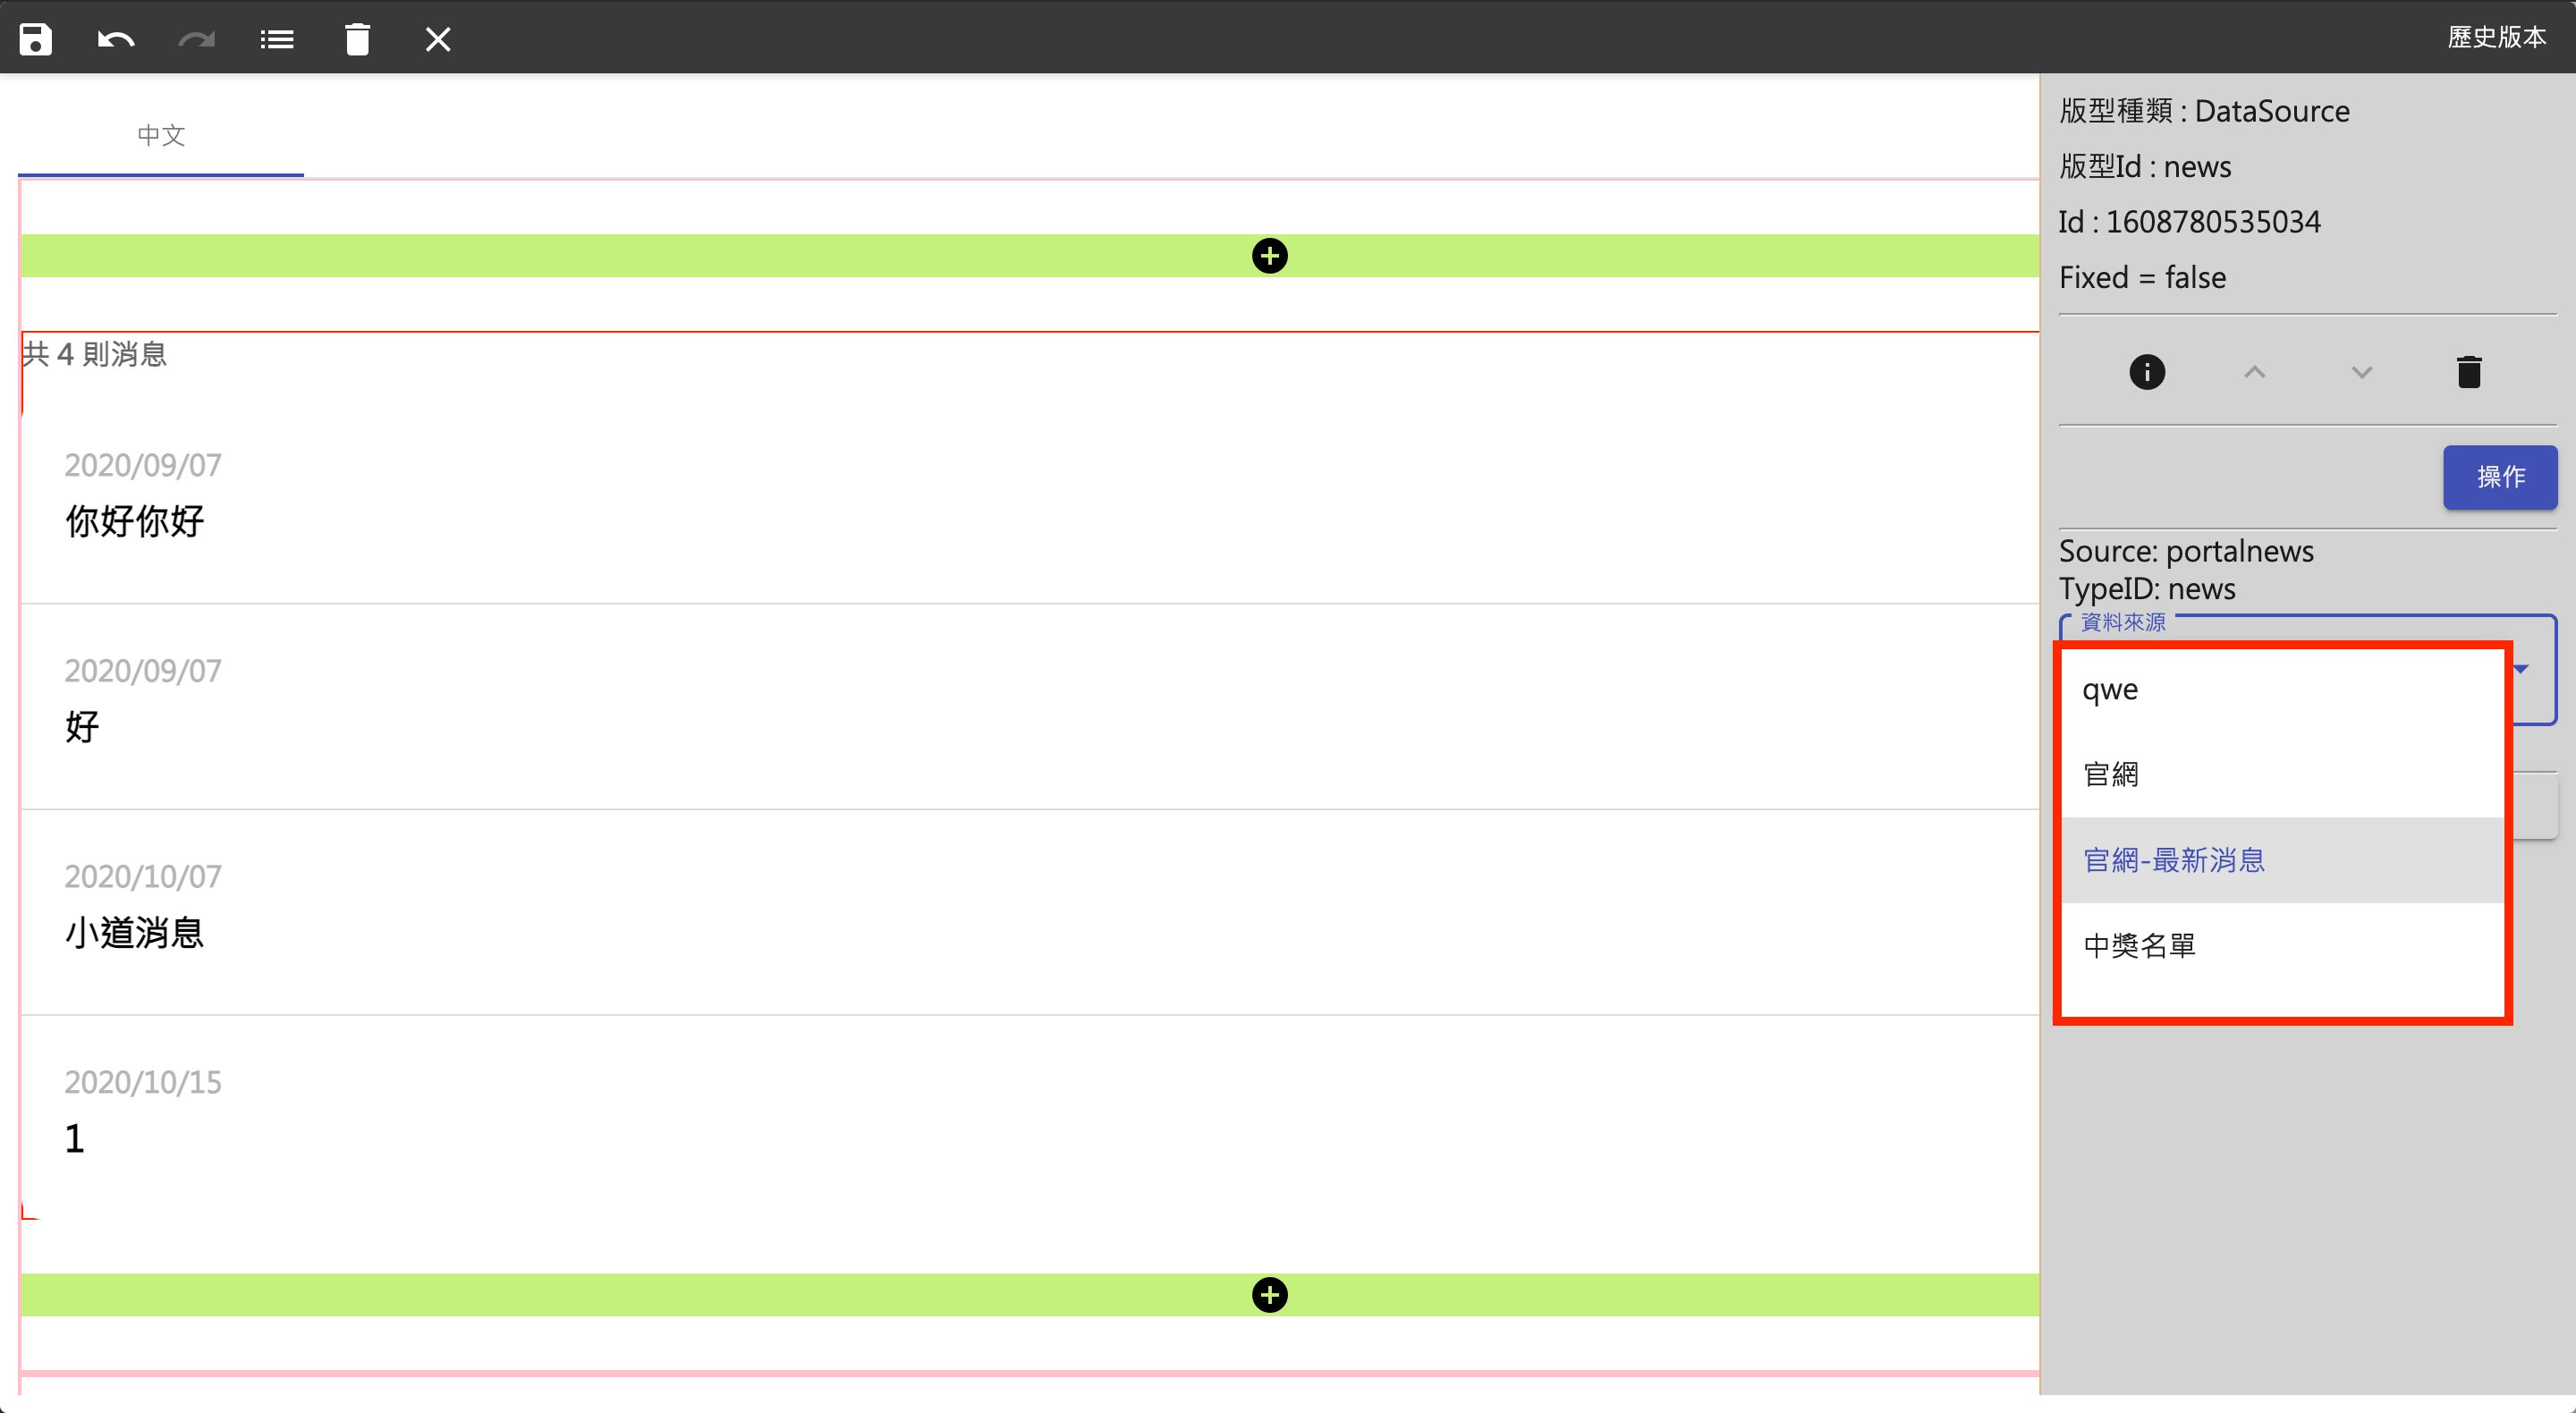 歷史版本
中文
共 4 則消息
2020/09/07
你好你好
2020/09/07
好
2020/10/07
小道消息
2020/10/15
1
版型種類 : DataSource
版型Id : news
Id : 1608780535034
Fixed = false
操作
Source: portalnews
TypeID: news
資料來源
qwe
官網
官網-最新消息
中獎名單